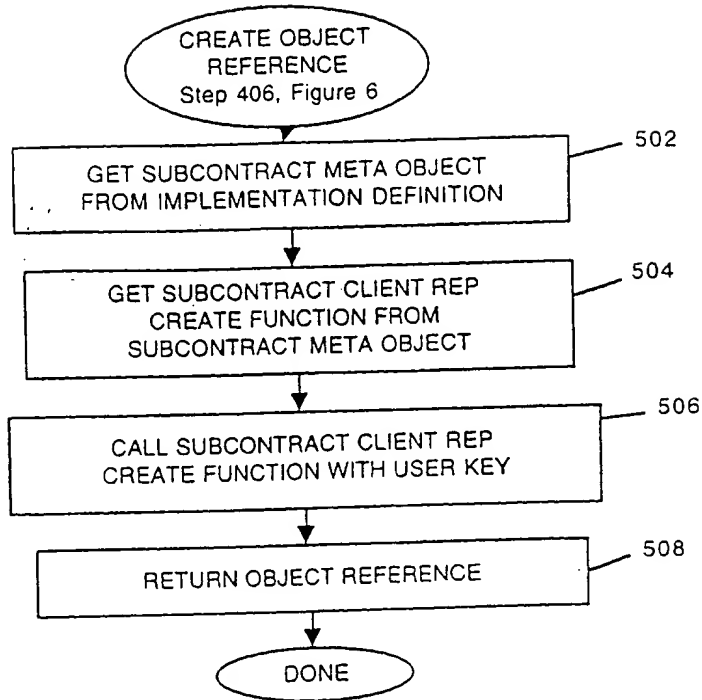 CREATE OBJECT
REFERENCE
Step 406, Figure 6
502
GET SUBCONTRACT META OBJECT
FROM IMPLEMENTATION DEFINITION
504
GET SUBCONTRACT CLIENT REP
CREATE FUNCTION FROM
SUBCONTRACT META OBJECT
506
CALL SUBCONTRACT CLIENT REP
CREATE FUNCTION WITH USER KEY
508
RETURN OBJECT REFERENCE
DONE